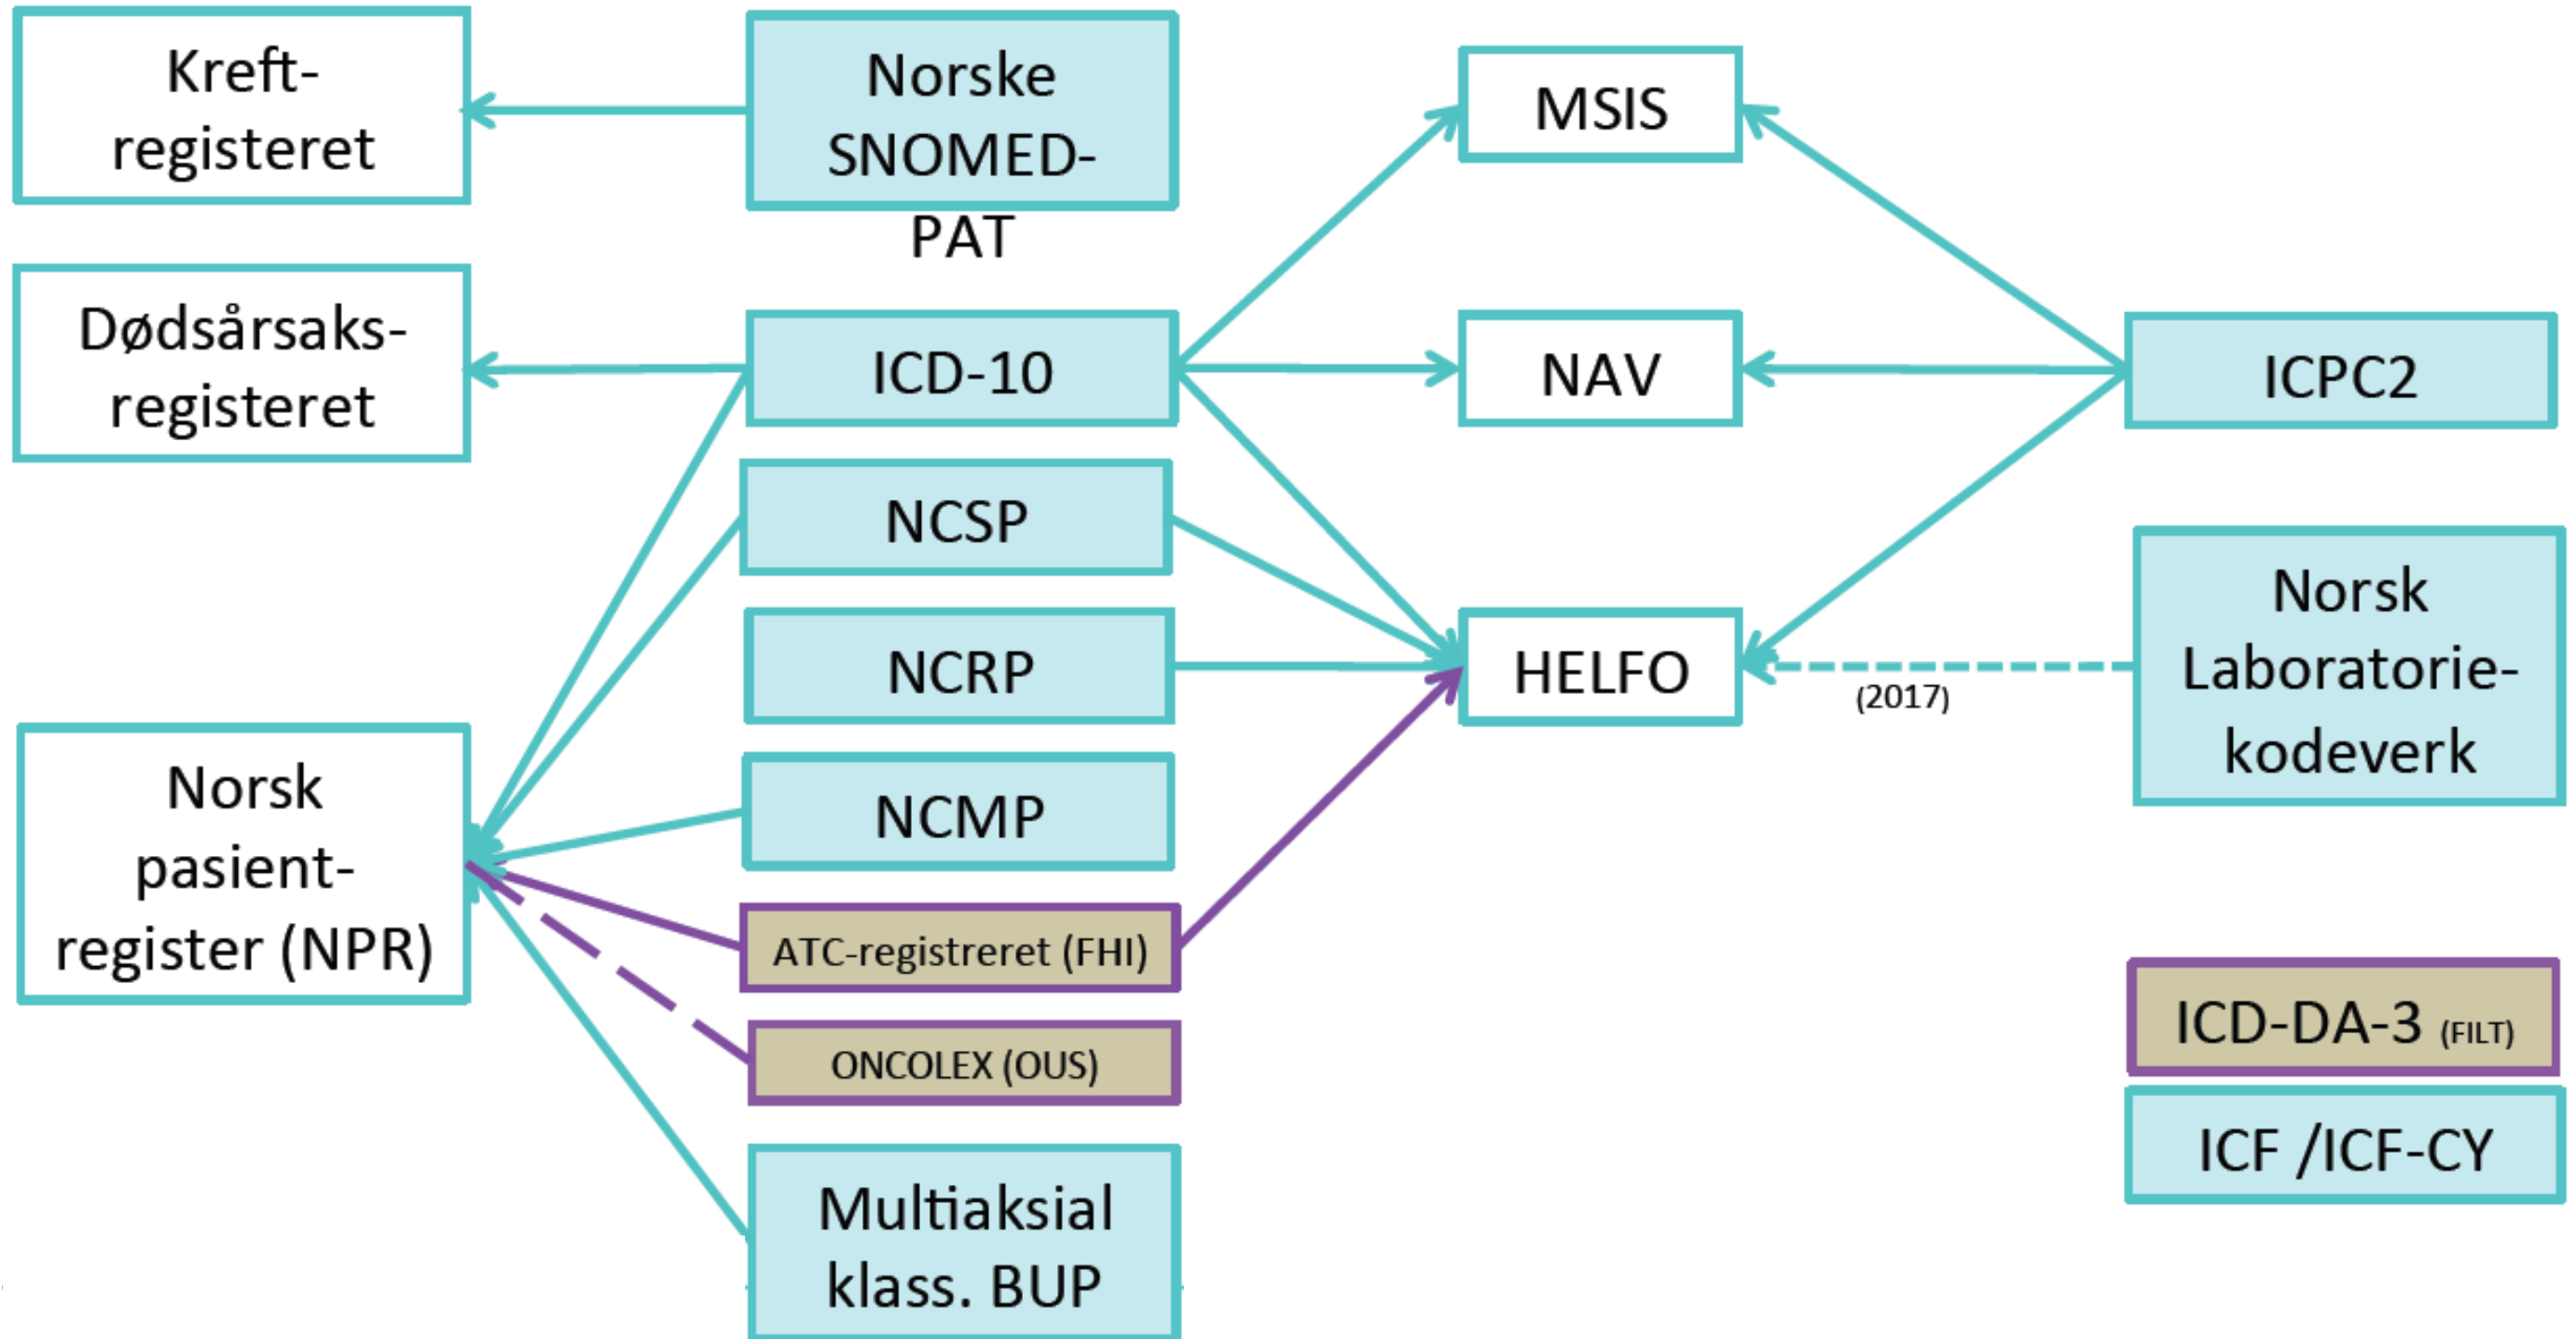 Kreft-
registeret
Norske
SNOMED-
PAT
MSIS
Dødsårsaks-
registeret
ICD-10
NAV
ICPC2
NCSP
NCRP
HELFO
(2017)
Norsk
Laboratorie-
kodeverk
Norsk
pasient-
register (NPR)
NCMP
ATC-registreret (FHI)
ONCOLEX (OUS)
Multiaksial
klass. BUP
ICD-DA-3 (FILT)
ICF /ICF-CY